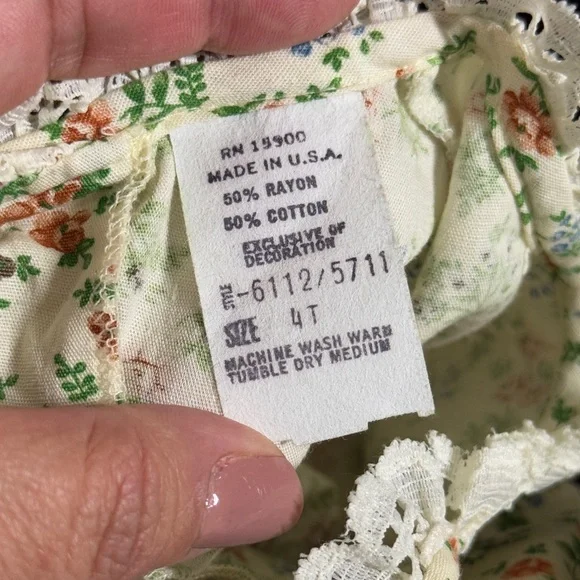 RN 15900
MADE IN U.S.A.
50% RAYON
50% COTTON
EXCLUSIVE OF
DECORATION
STYLE -6112/5711
SIZE 4T
MACHINE WASH WARM
TUMBLE DRY MEDIUM